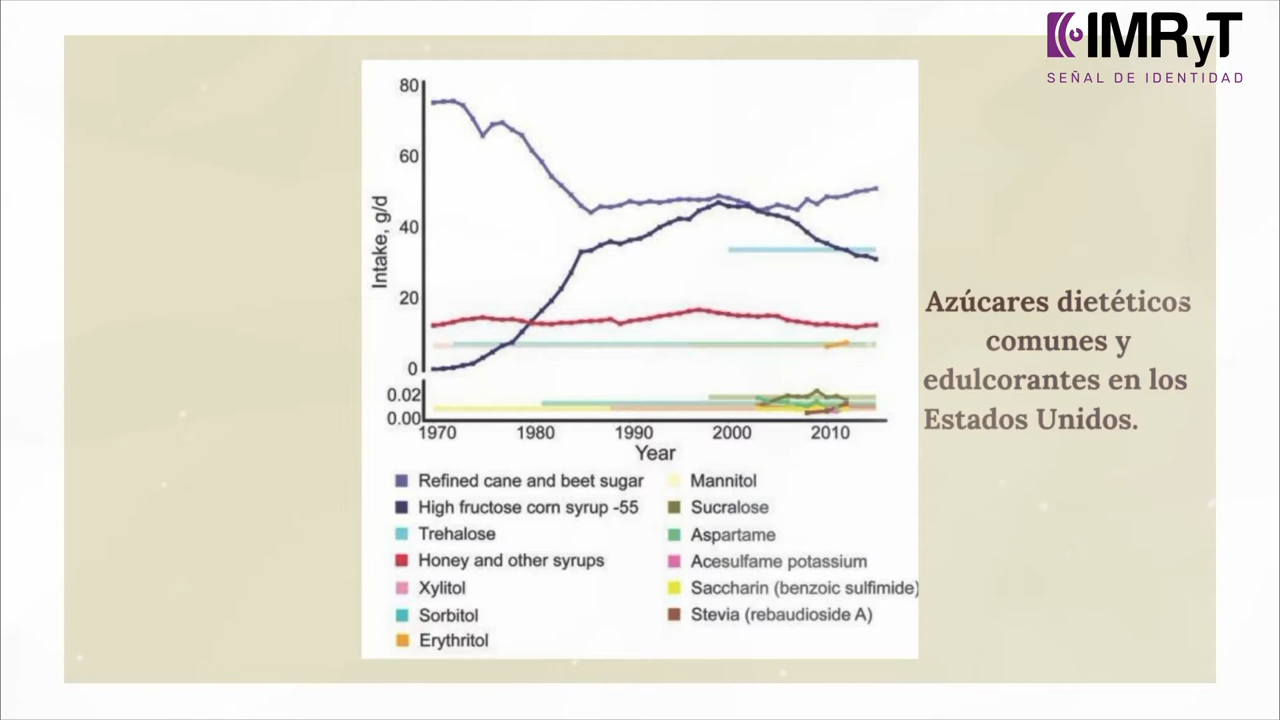 IMRyT
SEÑAL DE IDENTIDAD
80
60
40
20
0
0.02
0.00
Intake, g/d
1970 1980 1990 2000 2010
Year
Refined cane and beet sugar
High fructose corn syrup -55
Trehalose
Honey and other syrups
Xylitol
Sorbitol
Erythritol
Mannitol
Sucralose
Aspartame
Acesulfame potassium
Saccharin (benzoic sulfimide)
Stevia (rebaudioside A)
Azúcares dietéticos
comunes y
edulcorantes en los
Estados Unidos.